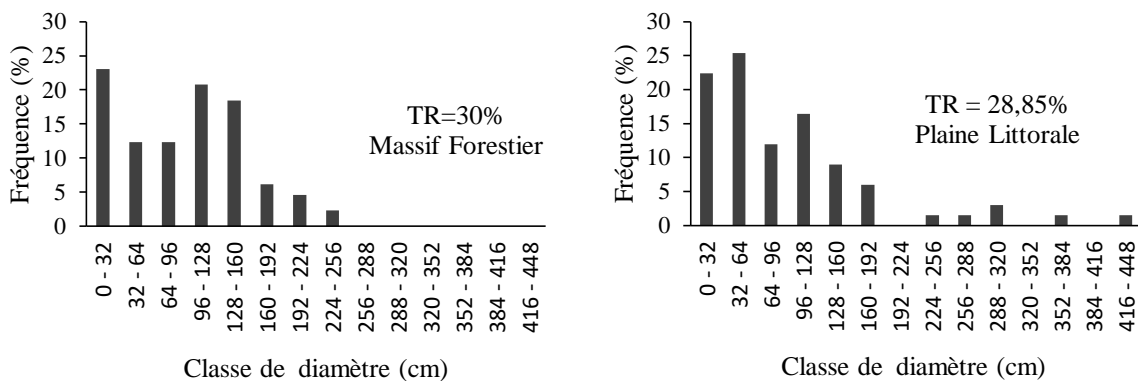 Fréquence (%)
30
25
20
15
10
5
0
TR=30%
Massif Forestier
0 - 32
32 - 64
64 - 96
96 - 128
128 - 160
160 - 192
192 - 224
224 - 256
256 - 288
288 - 320
320 - 352
352 - 384
384 - 416
416 - 448
Classe de diamètre (cm)
Fréquence (%)
30
25
20
15
10
5
0
TR = 28,85%
Plaine Littorale
0 - 32
32 - 64
64 - 96
96 - 128
128 - 160
160 - 192
192 - 224
224 - 256
256 - 288
288 - 320
320 - 352
352 - 384
384 - 416
416 - 448
Classe de diamètre (cm)